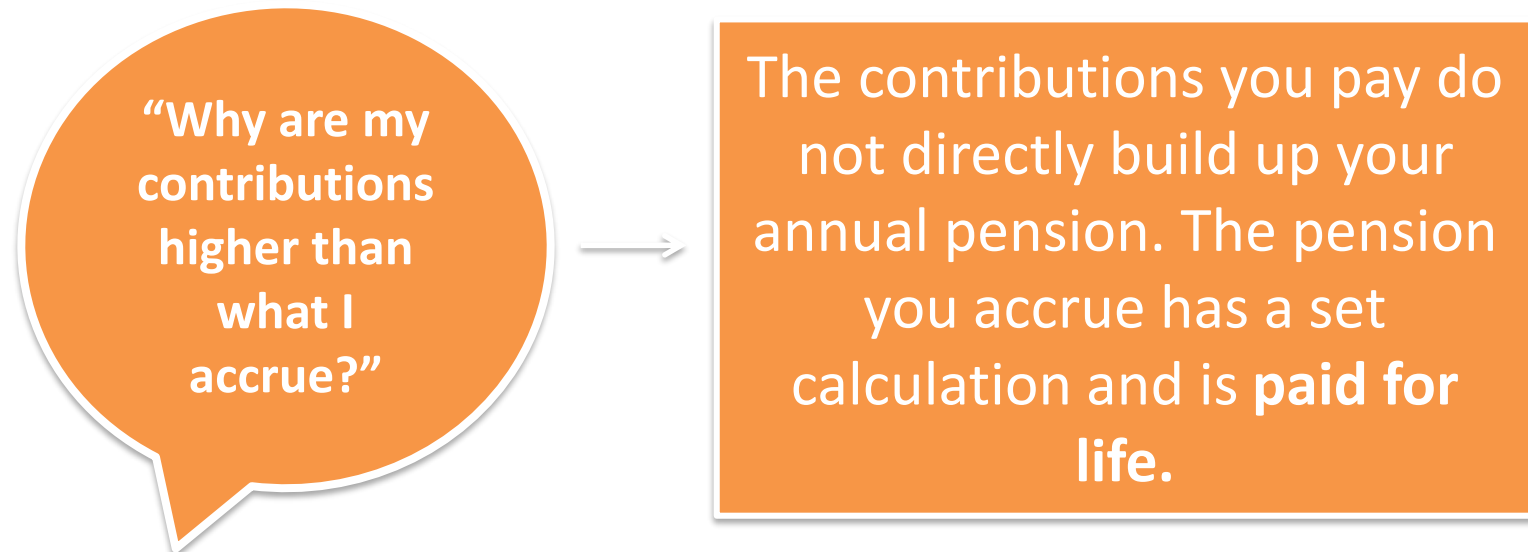 “Why are my
contributions
higher than
what I
accrue?”
The contributions you pay do
not directly build up your
annual pension. The pension
you accrue has a set
calculation and is paid for
life.